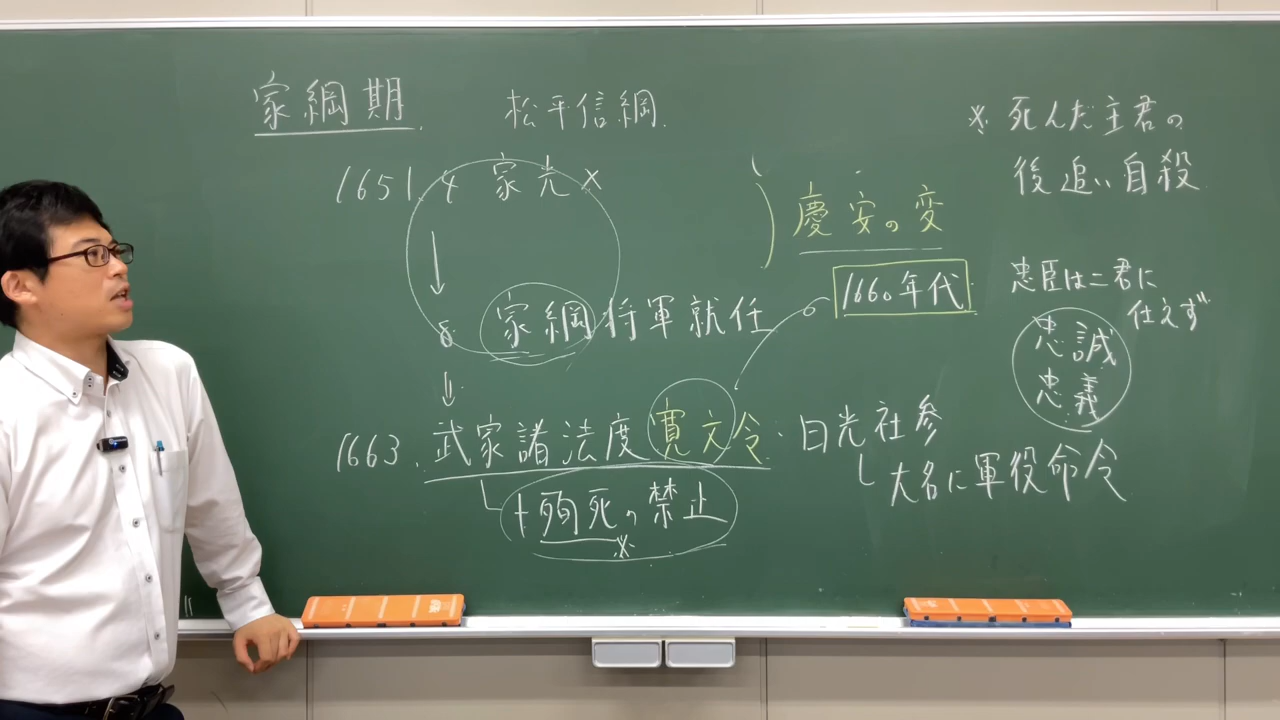 家綱期
松平信綱
1651.4 家光×
↓
8 家綱将軍就任
↓
1663.武家諸法度寛文令・日光社参
└大名に軍役命令
└+殉死の禁止
※
慶安の変
1660年代
※死んだ主君の
後追い自殺
忠臣は二君に
仕えず
忠誠
忠義